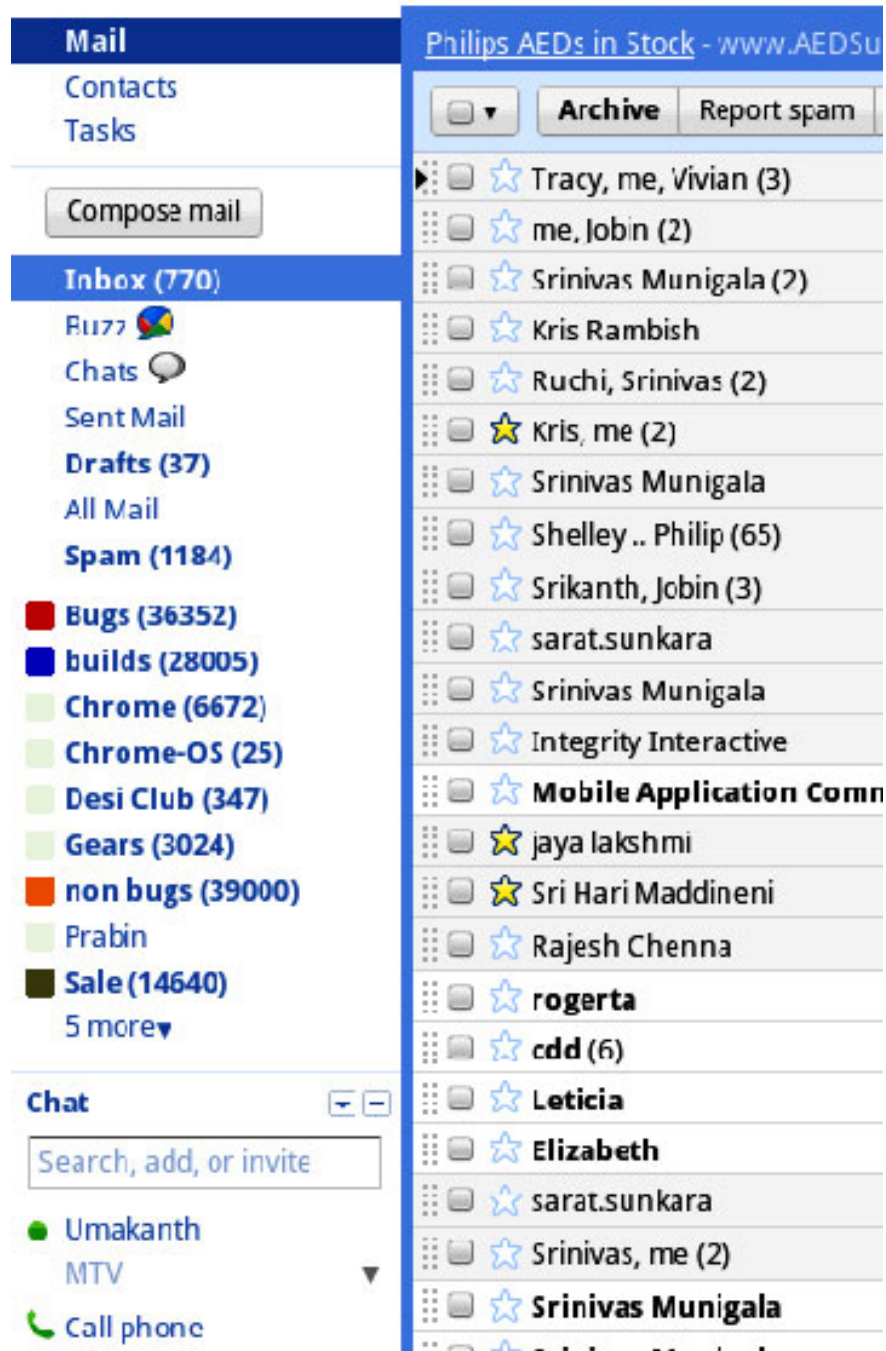 Mail
Contacts
Tasks
Compose mail
Inbox (770)
Buzz
Chats
Sent Mail
Drafts (37)
All Mail
Spam (1184)
Bugs (36352)
builds (28005)
Chrome (6672)
Chrome-OS (25)
Desi Club (347)
Gears (3024)
non bugs (39000)
Prabin
Sale (14640)
5 more
Chat
Search, add, or invite
Umakanth
MTV
Call phone
Philips AEDs in Stock - www.AEDSu
Archive Report spam
Tracy, me, Vivian (3)
me, Jobin (2)
Srinivas Munigala (2)
Kris Rambish
Ruchi, Srinivas (2)
Kris, me (2)
Srinivas Munigala
Shelley .. Philip (65)
Srikanth, Jobin (3)
sarat.sunkara
Srinivas Munigala
Integrity Interactive
Mobile Application
jaya lakshmi
Sri Hari Maddineni
Rajesh Chenna
rogerta
cdd (6)
Leticia
Elizabeth
sarat.sunkara
Srinivas, me (2)
Srinivas Munigala